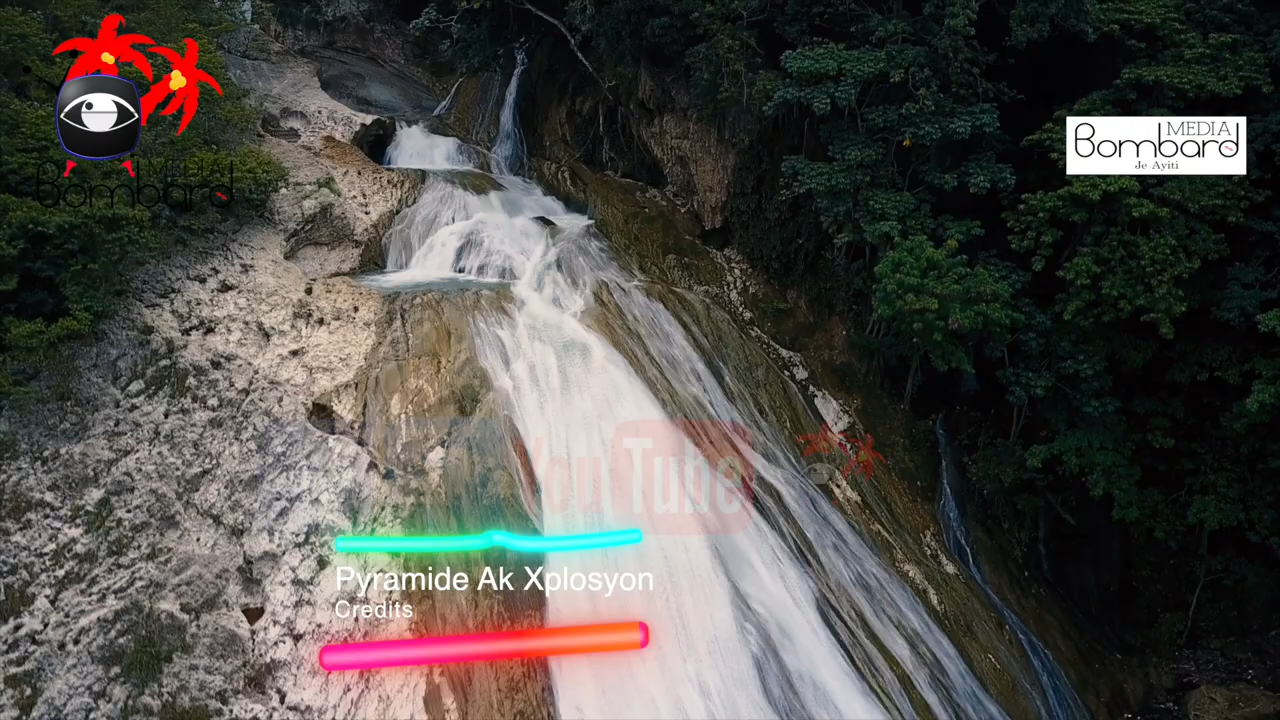 Bombard
MEDIA
Bombard
Je Ayiti
YouTube
Pyramide Ak Xplosyon
Credits